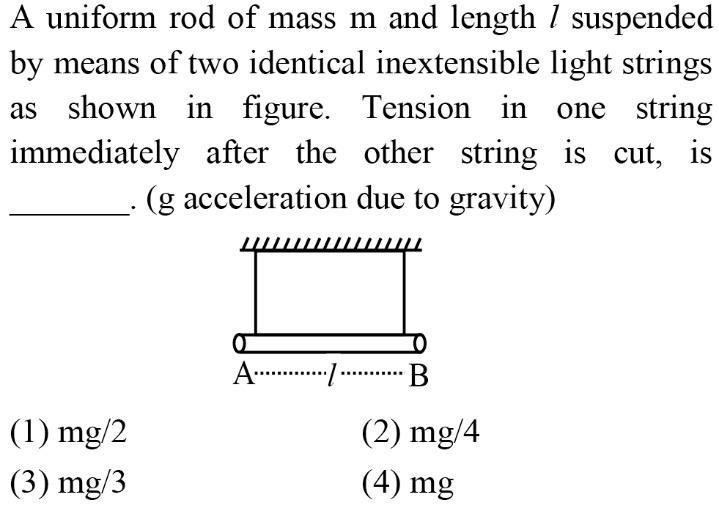 A uniform rod of mass m and length l suspended
by means of two identical inextensible light strings
as shown in figure. Tension in one string
immediately after the other string is cut, is
________. (g acceleration due to gravity)
A.............l...........B
(1) mg/2 (2) mg/4
(3) mg/3 (4) mg